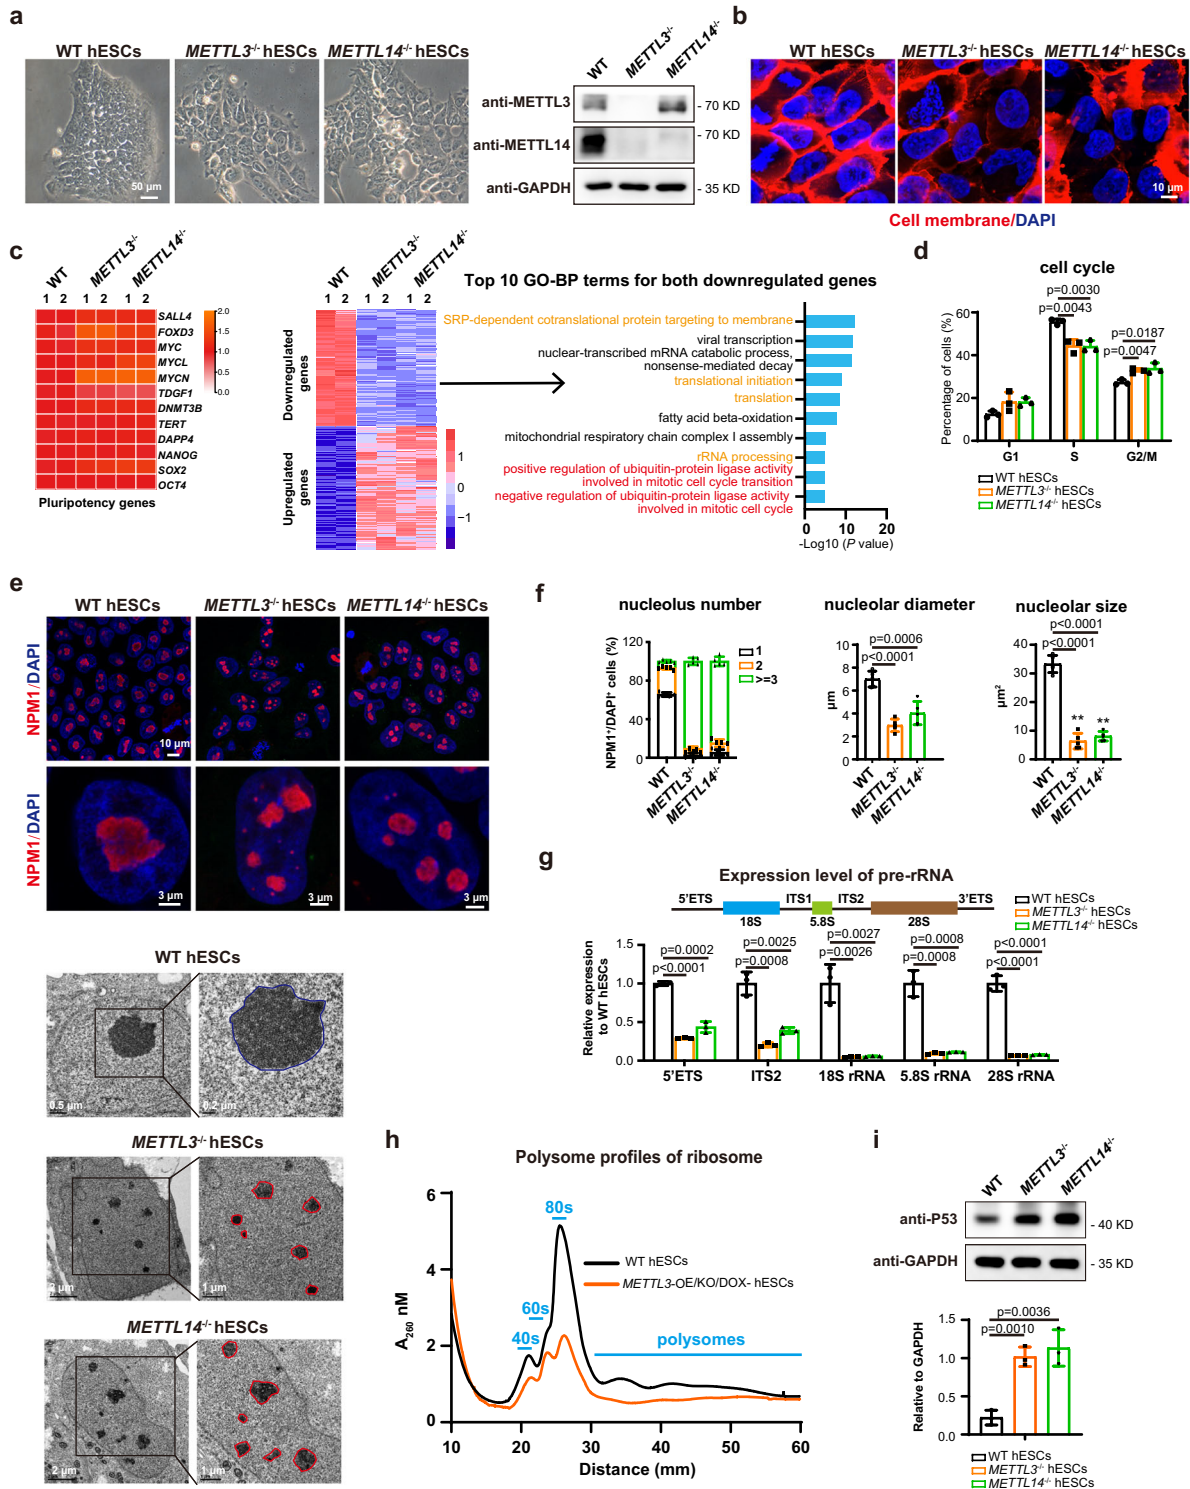 a
WT hESCs
METTL3-/- hESCs
METTL14-/- hESCs
50 µm
WT
METTL3-/-
METTL14-/-
anti-METTL3
- 70 KD
anti-METTL14
- 70 KD
anti-GAPDH
- 35 KD
b
WT hESCs
METTL3-/- hESCs
METTL14-/- hESCs
10 µm
Cell membrane/DAPI
c
WT
METTL3-/-
METTL14-/-
1 2 1 2 1 2
SALL4
FOXD3
MYC
MYCL
MYCN
TDGF1
DNMT3B
TERT
DAPP4
NANOG
SOX2
OCT4
2.0
1.5
1.0
0.5
0.0
Pluripotency genes
WT
METTL3-/-
METTL14-/-
1 2 1 2 1 2
Downregulated genes
Upregulated genes
1
0
−1
Top 10 GO-BP terms for both downregulated genes
SRP-dependent cotranslational protein targeting to membrane
viral transcription
nuclear-transcribed mRNA catabolic process,
nonsense-mediated decay
translational initiation
translation
fatty acid beta-oxidation
mitochondrial respiratory chain complex I assembly
rRNA processing
positive regulation of ubiquitin-protein ligase activity
involved in mitotic cell cycle transition
negative regulation of ubiquitin-protein ligase activity
involved in mitotic cell cycle
0 10 20
-Log10 (P value)
d
cell cycle
p=0.0030
p=0.0043
p=0.0187
p=0.0047
Percentage of cells (%)
60
40
20
0
G1 S G2/M
WT hESCs
METTL3-/- hESCs
METTL14-/- hESCs
e
WT hESCs
METTL3-/- hESCs
METTL14-/- hESCs
NPM1/DAPI
10 µm
NPM1/DAPI
3 µm
3 µm
3 µm
WT hESCs
0.5 µm
0.2 µm
METTL3-/- hESCs
2 µm
1 µm
METTL14-/- hESCs
2 µm
1 µm
f
nucleolus number
NPM1+/DAPI+ cells (%)
120
80
40
0
1
2
>=3
WT
METTL3-/-
METTL14-/-
nucleolar diameter
p=0.0006
p<0.0001
µm
10
8
6
4
2
0
WT
METTL3-/-
METTL14-/-
nucleolar size
p<0.0001
p<0.0001
µm2
40
30
20
10
0
** **
WT
METTL3-/-
METTL14-/-
g
Expression level of pre-rRNA
5'ETS ITS1 ITS2 3'ETS
18S 5.8S 28S
WT hESCs
METTL3-/- hESCs
METTL14-/- hESCs
Relative expression
to WT hESCs
1.5
1.0
0.5
0.0
p=0.0002
p<0.0001
p=0.0025
p=0.0008
p=0.0027
p=0.0026
p=0.0008
p=0.0008
p<0.0001
p<0.0001
5'ETS ITS2 18S rRNA 5.8S rRNA 28S rRNA
h
Polysome profiles of ribosome
A260 nM
6
4
2
0
80s
60s
40s
polysomes
WT hESCs
METTL3-OE/KO/DOX- hESCs
10 20 30 40 50 60
Distance (mm)
i
WT
METTL3-/-
METTL14-/-
anti-P53
- 40 KD
anti-GAPDH
- 35 KD
p=0.0036
p=0.0010
Relative to GAPDH
1.5
1.0
0.5
0.0
WT hESCs
METTL3-/- hESCs
METTL14-/- hESCs